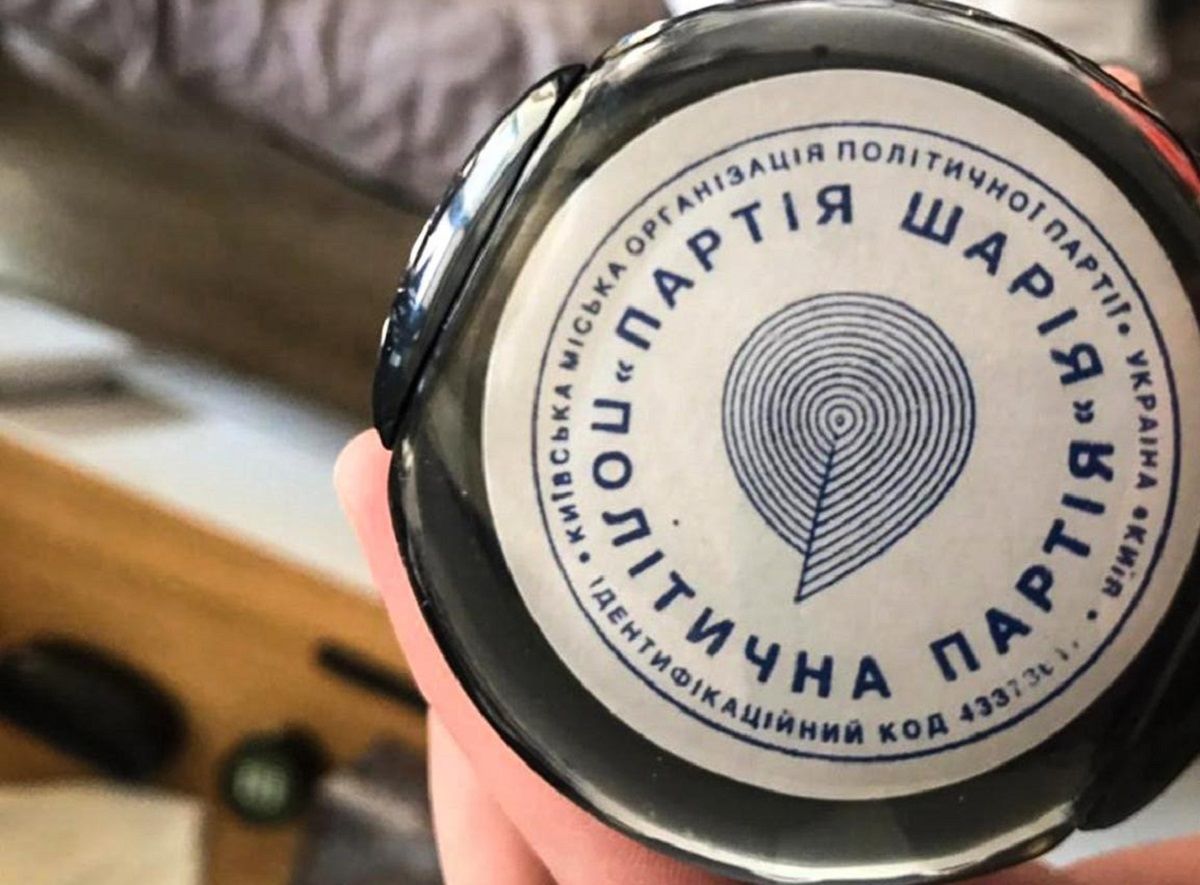 КИЇВСЬКА МІСЬКА ОРГАНІЗАЦІЯ ПОЛІТИЧНОЇ ПАРТІЇ • УКРАЇНА • КИЇВ •
• ІДЕНТИФІКАЦІЙНИЙ КОД
«ПАРТІЯ ШАРІЯ»
ПОЛІТИЧНА ПАРТІЯ